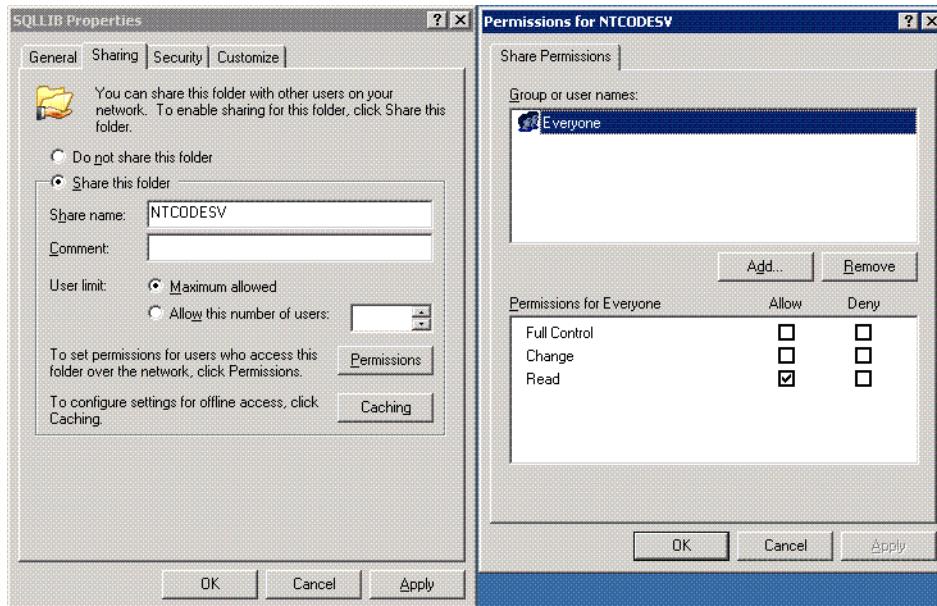 SQLLIB Properties
General
Sharing
Security
Customize
You can share this folder with other users on your
network. To enable sharing for this folder, click Share this
folder.
Do not share this folder
Share this folder
Share name:
NTCODESV
Comment:
User limit:
Maximum allowed
Allow this number of users:
To set permissions for users who access this
folder over the network, click Permissions.
Permissions
To configure settings for offline access, click
Caching.
Caching
OK
Cancel
Apply
Permissions for NTCODESV
Share Permissions
Group or user names:
Everyone
Add...
Remove
Permissions for Everyone
Allow
Deny
Full Control
Change
Read
OK
Cancel
Apply